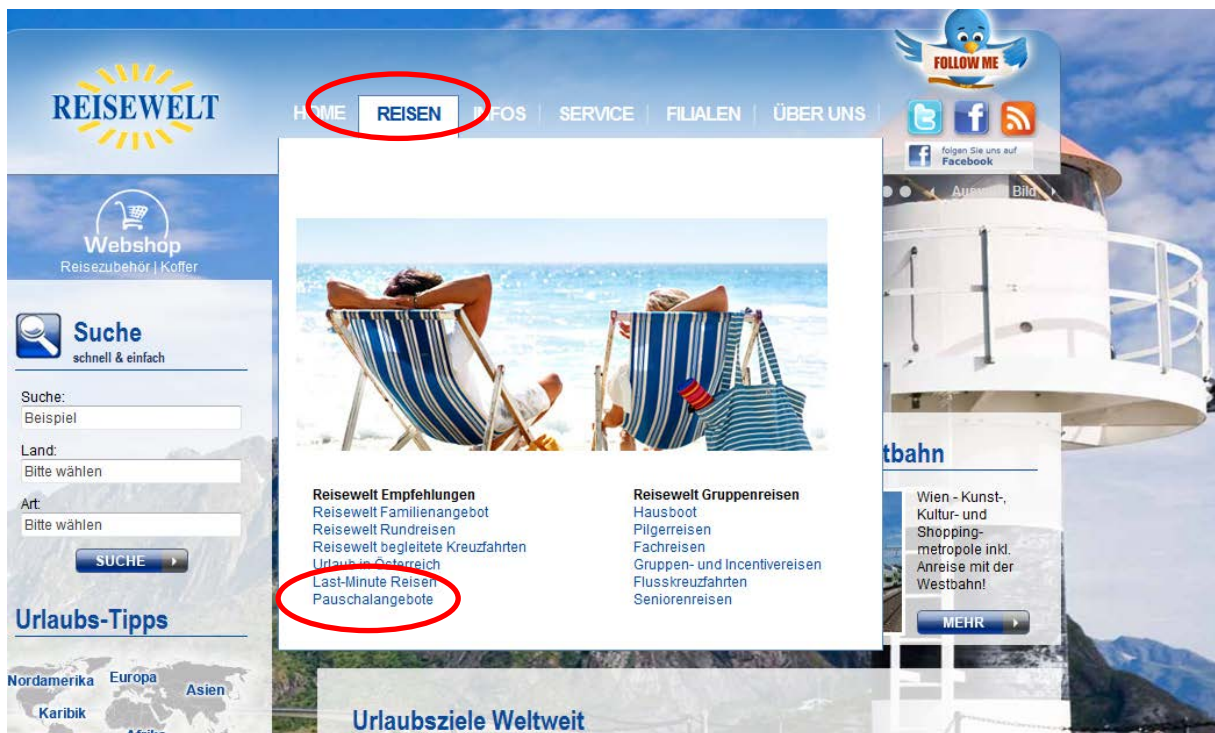 FOLLOW ME
REISEWELT
HOME
REISEN
INFOS
SERVICE
FILIALEN
ÜBER UNS
folgen Sie uns auf
Facebook
Bild
Webshop
Reisezubehör | Koffer
Suche
schnell & einfach
Suche:
Beispiel
Land:
Bitte wählen
Art:
Bitte wählen
SUCHE
Urlaubs-Tipps
Nordamerika
Europa
Asien
Karibik
Afrika
Reisewelt Empfehlungen
Reisewelt Familienangebot
Reisewelt Rundreisen
Reisewelt begleitete Kreuzfahrten
Urlaub in Österreich
Last-Minute Reisen
Pauschalangebote
Reisewelt Gruppenreisen
Hausboot
Pilgerreisen
Fachreisen
Gruppen- und Incentivereisen
Flusskreuzfahrten
Seniorenreisen
tbahn
Wien - Kunst-,
Kultur- und
Shopping-
metropole inkl.
Anreise mit der
Westbahn!
MEHR
Urlaubsziele Weltweit